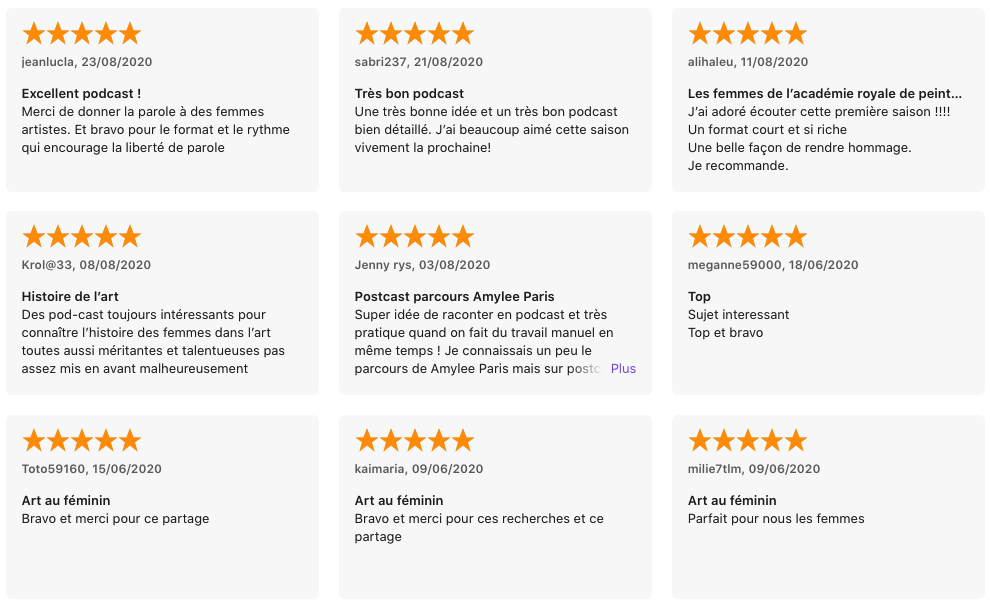 jeanlucla, 23/08/2020
Excellent podcast !
Merci de donner la parole à des femmes
artistes. Et bravo pour le format et le rythme
qui encourage la liberté de parole
sabri237, 21/08/2020
Très bon podcast
Une très bonne idée et un très bon podcast
bien détaillé. J’ai beaucoup aimé cette saison
vivement la prochaine!
alihaleu, 11/08/2020
Les femmes de l’académie royale de peint...
J’ai adoré écouter cette première saison !!!!
Un format court et si riche
Une belle façon de rendre hommage.
Je recommande.
Krol@33, 08/08/2020
Histoire de l’art
Des pod-cast toujours intéressants pour
connaître l’histoire des femmes dans l’art
toutes aussi méritantes et talentueuses pas
assez mis en avant malheureusement
Jenny rys, 03/08/2020
Postcast parcours Amylee Paris
Super idée de raconter en podcast et très
pratique quand on fait du travail manuel en
même temps ! Je connaissais un peu le
parcours de Amylee Paris mais sur postc Plus
meganne59000, 18/06/2020
Top
Sujet interessant
Top et bravo
Toto59160, 15/06/2020
Art au féminin
Bravo et merci pour ce partage
kaimaria, 09/06/2020
Art au féminin
Bravo et merci pour ces recherches et ce
partage
milie7tlm, 09/06/2020
Art au féminin
Parfait pour nous les femmes